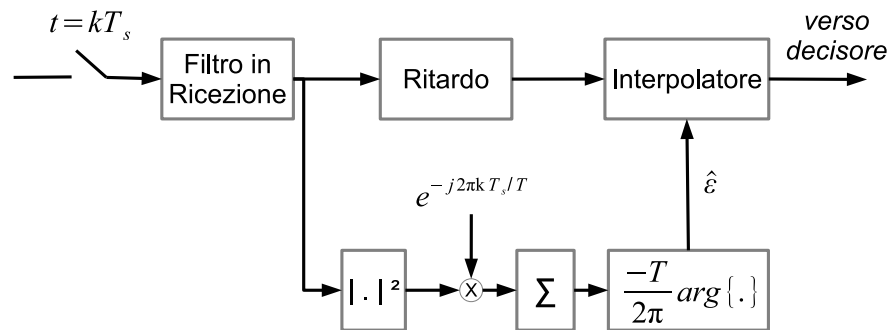 t = kT_s
Filtro in
Ricezione
Ritardo
Interpolatore
verso
decisore
e^{-j2πkT_s/T}
ε̂
| . | ²
X
Σ
-T/2π arg{.}